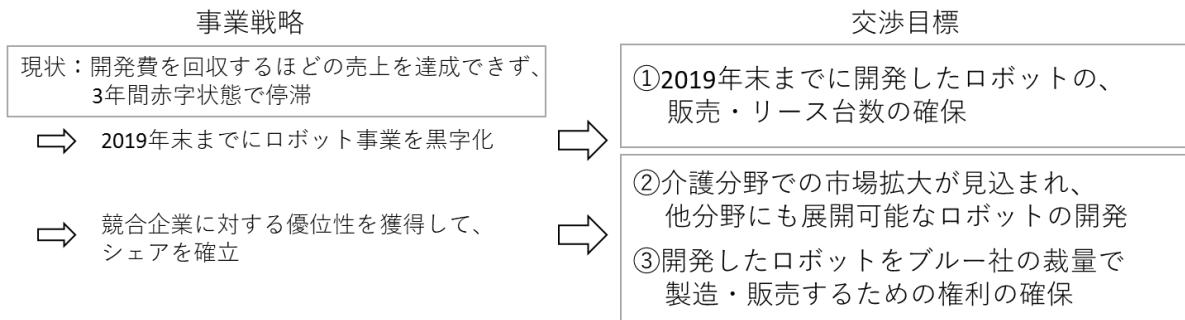 事業戦略
現状：開発費を回収するほどの売上を達成できず、
3年間赤字状態で停滞
2019年末までにロボット事業を黒字化
競合企業に対する優位性を獲得して、
シェアを確立
交渉目標
①2019年末までに開発したロボットの、
販売・リース台数の確保
②介護分野での市場拡大が見込まれ、
他分野にも展開可能なロボットの開発
③開発したロボットをブルー社の裁量で
製造・販売するための権利の確保